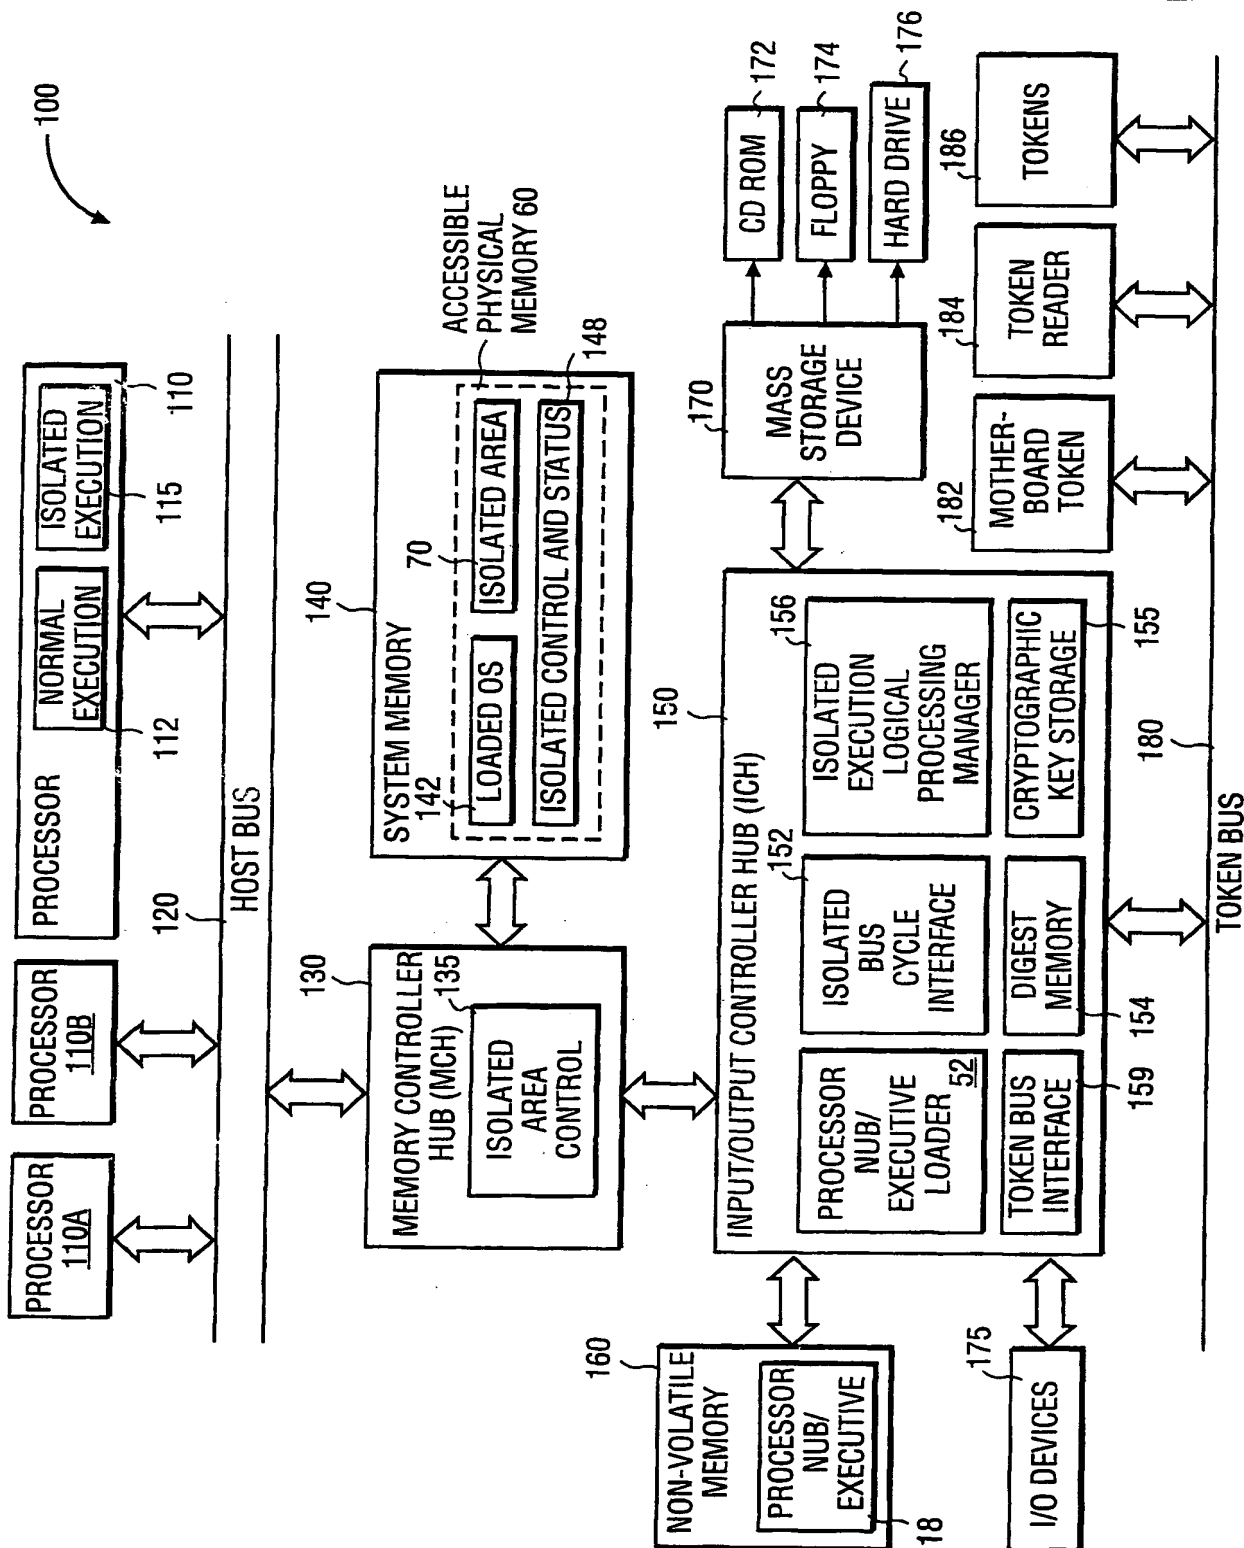 100
PROCESSOR
110A
PROCESSOR
110B
PROCESSOR
NORMAL
EXECUTION
112
ISOLATED
EXECUTION
115
110
120
HOST BUS
130
MEMORY CONTROLLER
HUB (MCH)
135
ISOLATED
AREA
CONTROL
140
SYSTEM MEMORY
142
LOADED OS
70
ISOLATED AREA
ISOLATED CONTROL AND STATUS
148
ACCESSIBLE
PHYSICAL
MEMORY 60
150
INPUT/OUTPUT CONTROLLER HUB (ICH)
PROCESSOR
NUB/
EXECUTIVE
LOADER
52
152
ISOLATED
BUS
CYCLE
INTERFACE
156
ISOLATED
EXECUTION
LOGICAL
PROCESSING
MANAGER
TOKEN BUS
INTERFACE
159
DIGEST
MEMORY
154
CRYPTOGRAPHIC
KEY STORAGE
155
160
NON-VOLATILE
MEMORY
PROCESSOR
NUB/
EXECUTIVE
18
175
I/O DEVICES
170
MASS
STORAGE
DEVICE
CD ROM
172
FLOPPY
174
HARD DRIVE
176
182
MOTHER-
BOARD
TOKEN
184
TOKEN
READER
186
TOKENS
180
TOKEN BUS